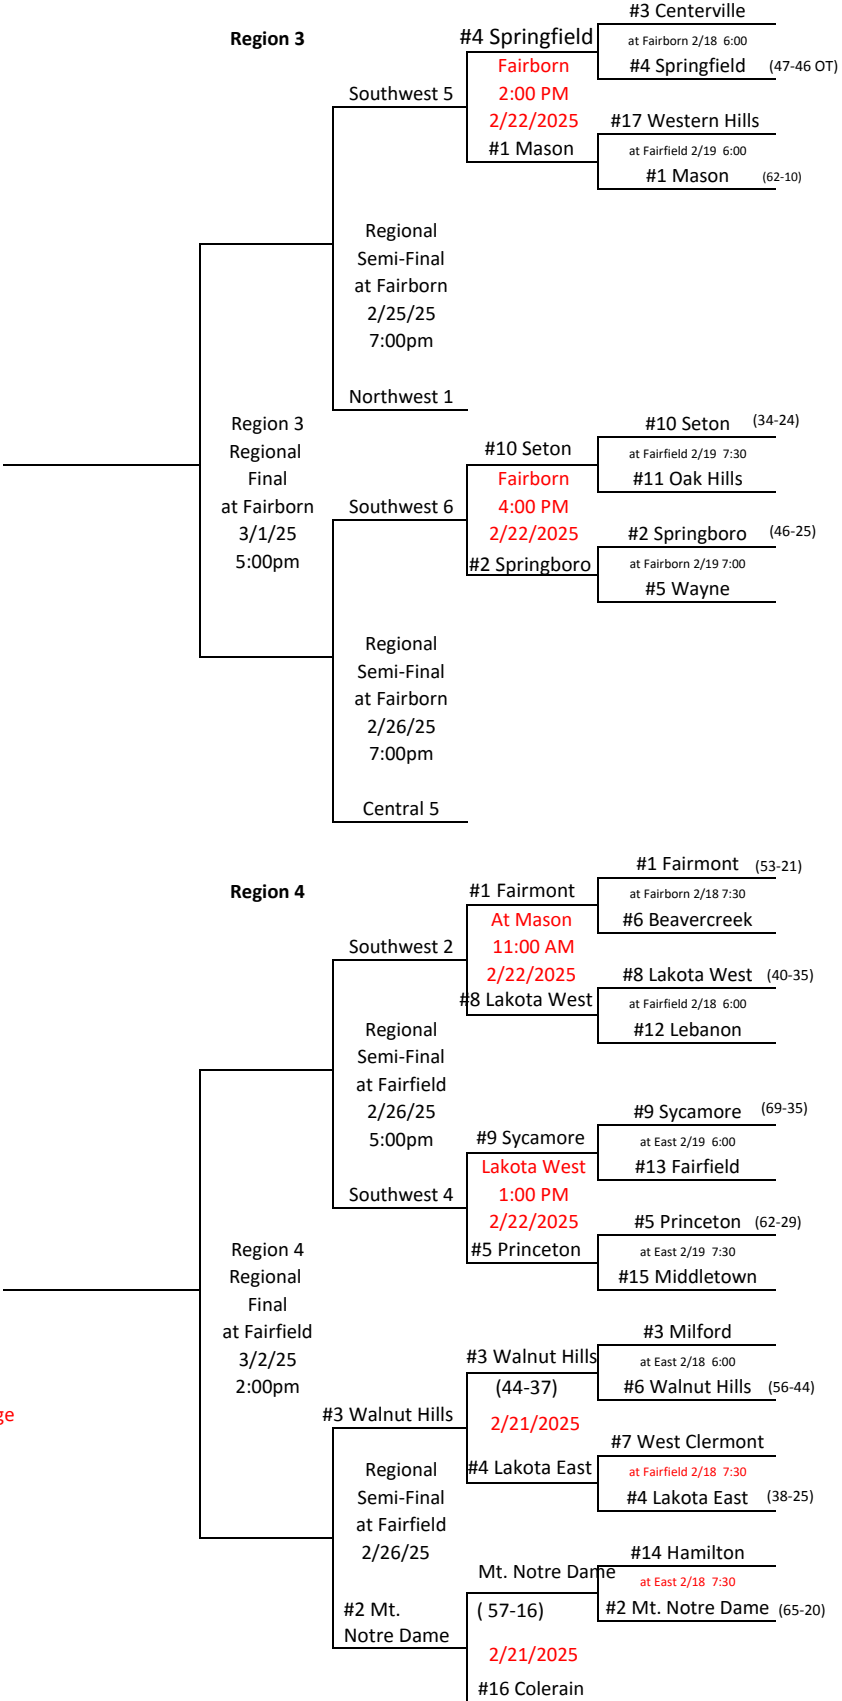 #3 Centerville
Region 3
#4 Springfield
at Fairborn 2/18 6:00
Fairborn
#4 Springfield
(47-46 OT)
Southwest 5
2:00 PM
2/22/2025
#17 Western Hills
#1 Mason
at Fairfield 2/19 6:00
#1 Mason
(62-10)
Regional
Semi-Final
at Fairborn
2/25/25
7:00pm
Northwest 1
Region 3
Regional
Final
at Fairborn
3/1/25
5:00pm
#10 Seton
(34-24)
#10 Seton
at Fairfield 2/19 7:30
Fairborn
#11 Oak Hills
Southwest 6
4:00 PM
2/22/2025
#2 Springboro
(46-25)
#2 Springboro
at Fairborn 2/19 7:00
#5 Wayne
Regional
Semi-Final
at Fairborn
2/26/25
7:00pm
Central 5
#1 Fairmont
(53-21)
Region 4
#1 Fairmont
at Fairborn 2/18 7:30
At Mason
#6 Beavercreek
Southwest 2
11:00 AM
2/22/2025
#8 Lakota West
(40-35)
#8 Lakota West
at Fairfield 2/18 6:00
#12 Lebanon
Regional
Semi-Final
at Fairfield
2/26/25
5:00pm
#9 Sycamore
(69-35)
#9 Sycamore
at East 2/19 6:00
Lakota West
#13 Fairfield
Southwest 4
1:00 PM
2/22/2025
#5 Princeton
(62-29)
#5 Princeton
at East 2/19 7:30
#15 Middletown
Region 4
Regional
Final
at Fairfield
3/2/25
2:00pm
#3 Milford
#3 Walnut Hills
at East 2/18 6:00
(44-37)
#6 Walnut Hills
(56-44)
ge
#3 Walnut Hills
2/21/2025
#7 West Clermont
#4 Lakota East
at Fairfield 2/18 7:30
#4 Lakota East
(38-25)
Regional
Semi-Final
at Fairfield
2/26/25
#14 Hamilton
Mt. Notre Dame
at East 2/18 7:30
#2 Mt.
Notre Dame
( 57-16)
#2 Mt. Notre Dame
(65-20)
2/21/2025
#16 Colerain